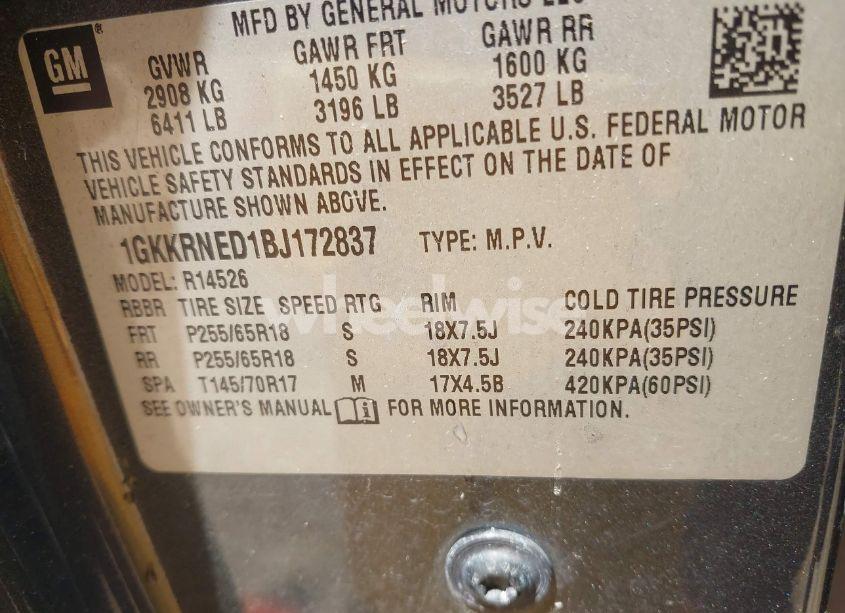 MFD BY GENERAL MOTORS LLC
GM
GVWR GAWR FRT GAWR RR
2908 KG 1450 KG 1600 KG
6411 LB 3196 LB 3527 LB
THIS VEHICLE CONFORMS TO ALL APPLICABLE U.S. FEDERAL MOTOR
VEHICLE SAFETY STANDARDS IN EFFECT ON THE DATE OF
MANUFACTURE SHOWN ABOVE.
1GKKRNED1BJ172837 TYPE: M.P.V.
MODEL: R14526
RBBR TIRE SIZE SPEED RTG RIM COLD TIRE PRESSURE
FRT P255/65R18 S 18X7.5J 240KPA(35PSI)
RR P255/65R18 S 18X7.5J 240KPA(35PSI)
SPA T145/70R17 M 17X4.5B 420KPA(60PSI)
SEE OWNER'S MANUAL FOR MORE INFORMATION.
wheelwise